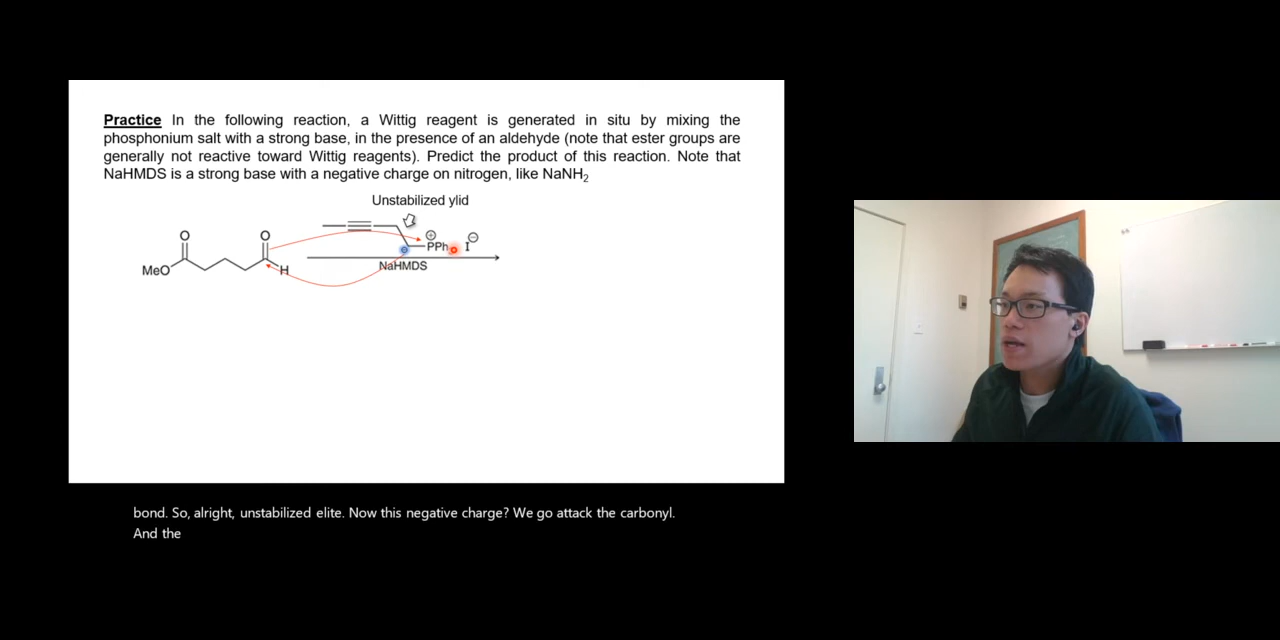 Practice In the following reaction, a Wittig reagent is generated in situ by mixing the
phosphonium salt with a strong base, in the presence of an aldehyde (note that ester groups are
generally not reactive toward Wittig reagents). Predict the product of this reaction. Note that
NaHMDS is a strong base with a negative charge on nitrogen, like NaNH2
Unstabilized ylid
O
O
MeO
H
⊕
⊖
⊖
PPh
I
NaHMDS
bond. So, alright, unstabilized elite. Now this negative charge? We go attack the carbonyl.
And the